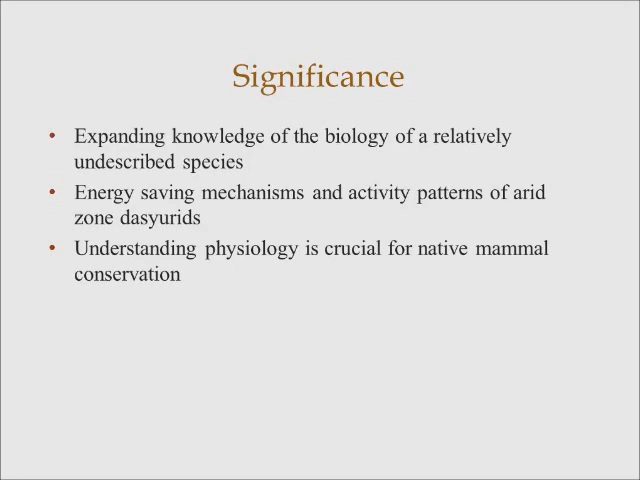 Significance
• Expanding knowledge of the biology of a relatively
undescribed species
• Energy saving mechanisms and activity patterns of arid
zone dasyurids
• Understanding physiology is crucial for native mammal
conservation